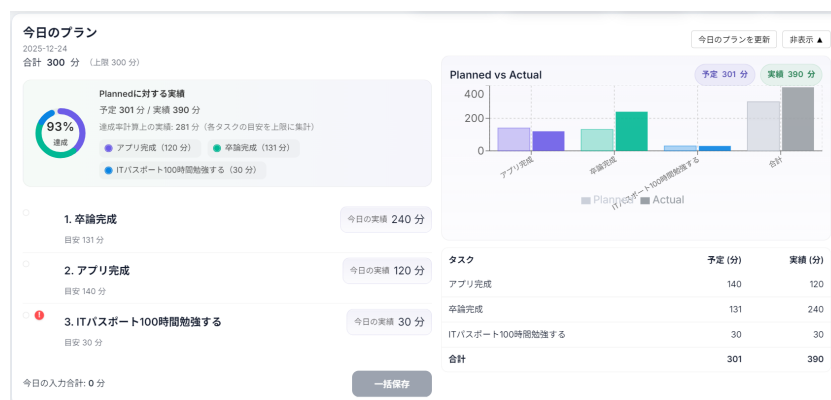 今日のプラン
2025-12-24
合計 300 分 （上限 300 分）
今日のプランを更新
非表示 ▲
Plannedに対する実績
予定 301 分 / 実績 390 分
達成率計算上の実績: 281 分（各タスクの目安を上限に集計）
93%
達成
アプリ完成（120 分）
卒論完成（131 分）
ITパスポート100時間勉強する（30 分）
1. 卒論完成
今日の実績 240 分
目安 131 分
2. アプリ完成
今日の実績 120 分
目安 140 分
!
3. ITパスポート100時間勉強する
今日の実績 30 分
目安 30 分
今日の入力合計: 0 分
一括保存
Planned vs Actual
予定 301 分
実績 390 分
400
200
0
アプリ完成
卒論完成
ITパスポート100時間勉強する
合計
Planned
Actual
タスク 予定 (分) 実績 (分)
アプリ完成 140 120
卒論完成 131 240
ITパスポート100時間勉強する 30 30
合計 301 390